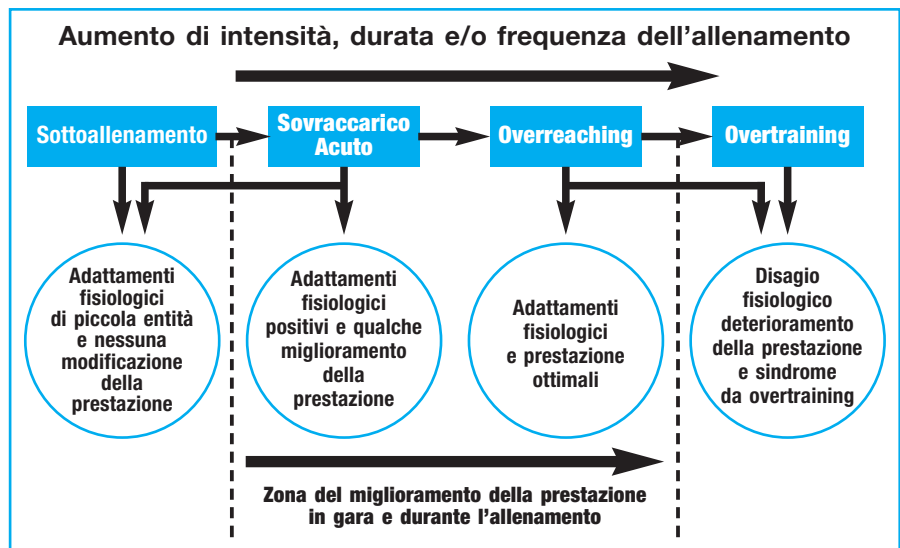 Aumento di intensità, durata e/o frequenza dell’allenamento
Sottoallenamento
Sovraccarico
Acuto
Overreaching
Overtraining
Adattamenti
fisiologici
di piccola entità
e nessuna
modificazione
della
prestazione
Adattamenti
fisiologici
positivi e qualche
miglioramento
della
prestazione
Adattamenti
fisiologici
e prestazione
ottimali
Disagio
fisiologico
deterioramento
della prestazione
e sindrome
da overtraining
Zona del miglioramento della prestazione
in gara e durante l’allenamento